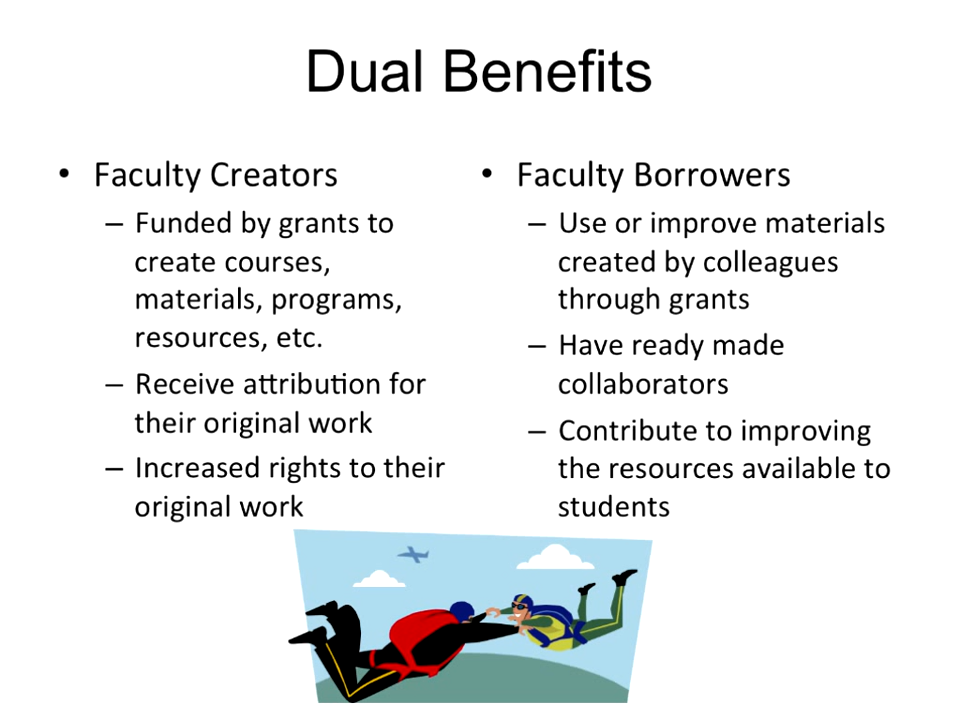 Dual Benefits
• Faculty Creators
– Funded by grants to
create courses,
materials, programs,
resources, etc.
– Receive attribution for
their original work
– Increased rights to their
original work
• Faculty Borrowers
– Use or improve materials
created by colleagues
through grants
– Have ready made
collaborators
– Contribute to improving
the resources available to
students